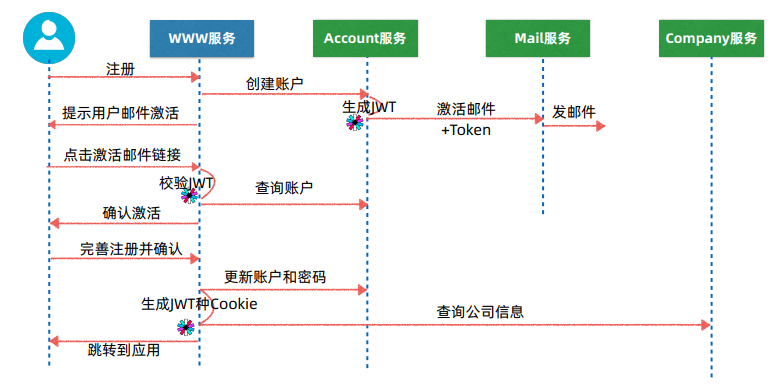 WWW服务
Account服务
Mail服务
Company服务
注册
创建账户
生成JWT
激活邮件
+Token
发邮件
提示用户邮件激活
点击激活邮件链接
校验JWT
查询账户
确认激活
完善注册并确认
更新账户和密码
生成JWT种Cookie
查询公司信息
跳转到应用